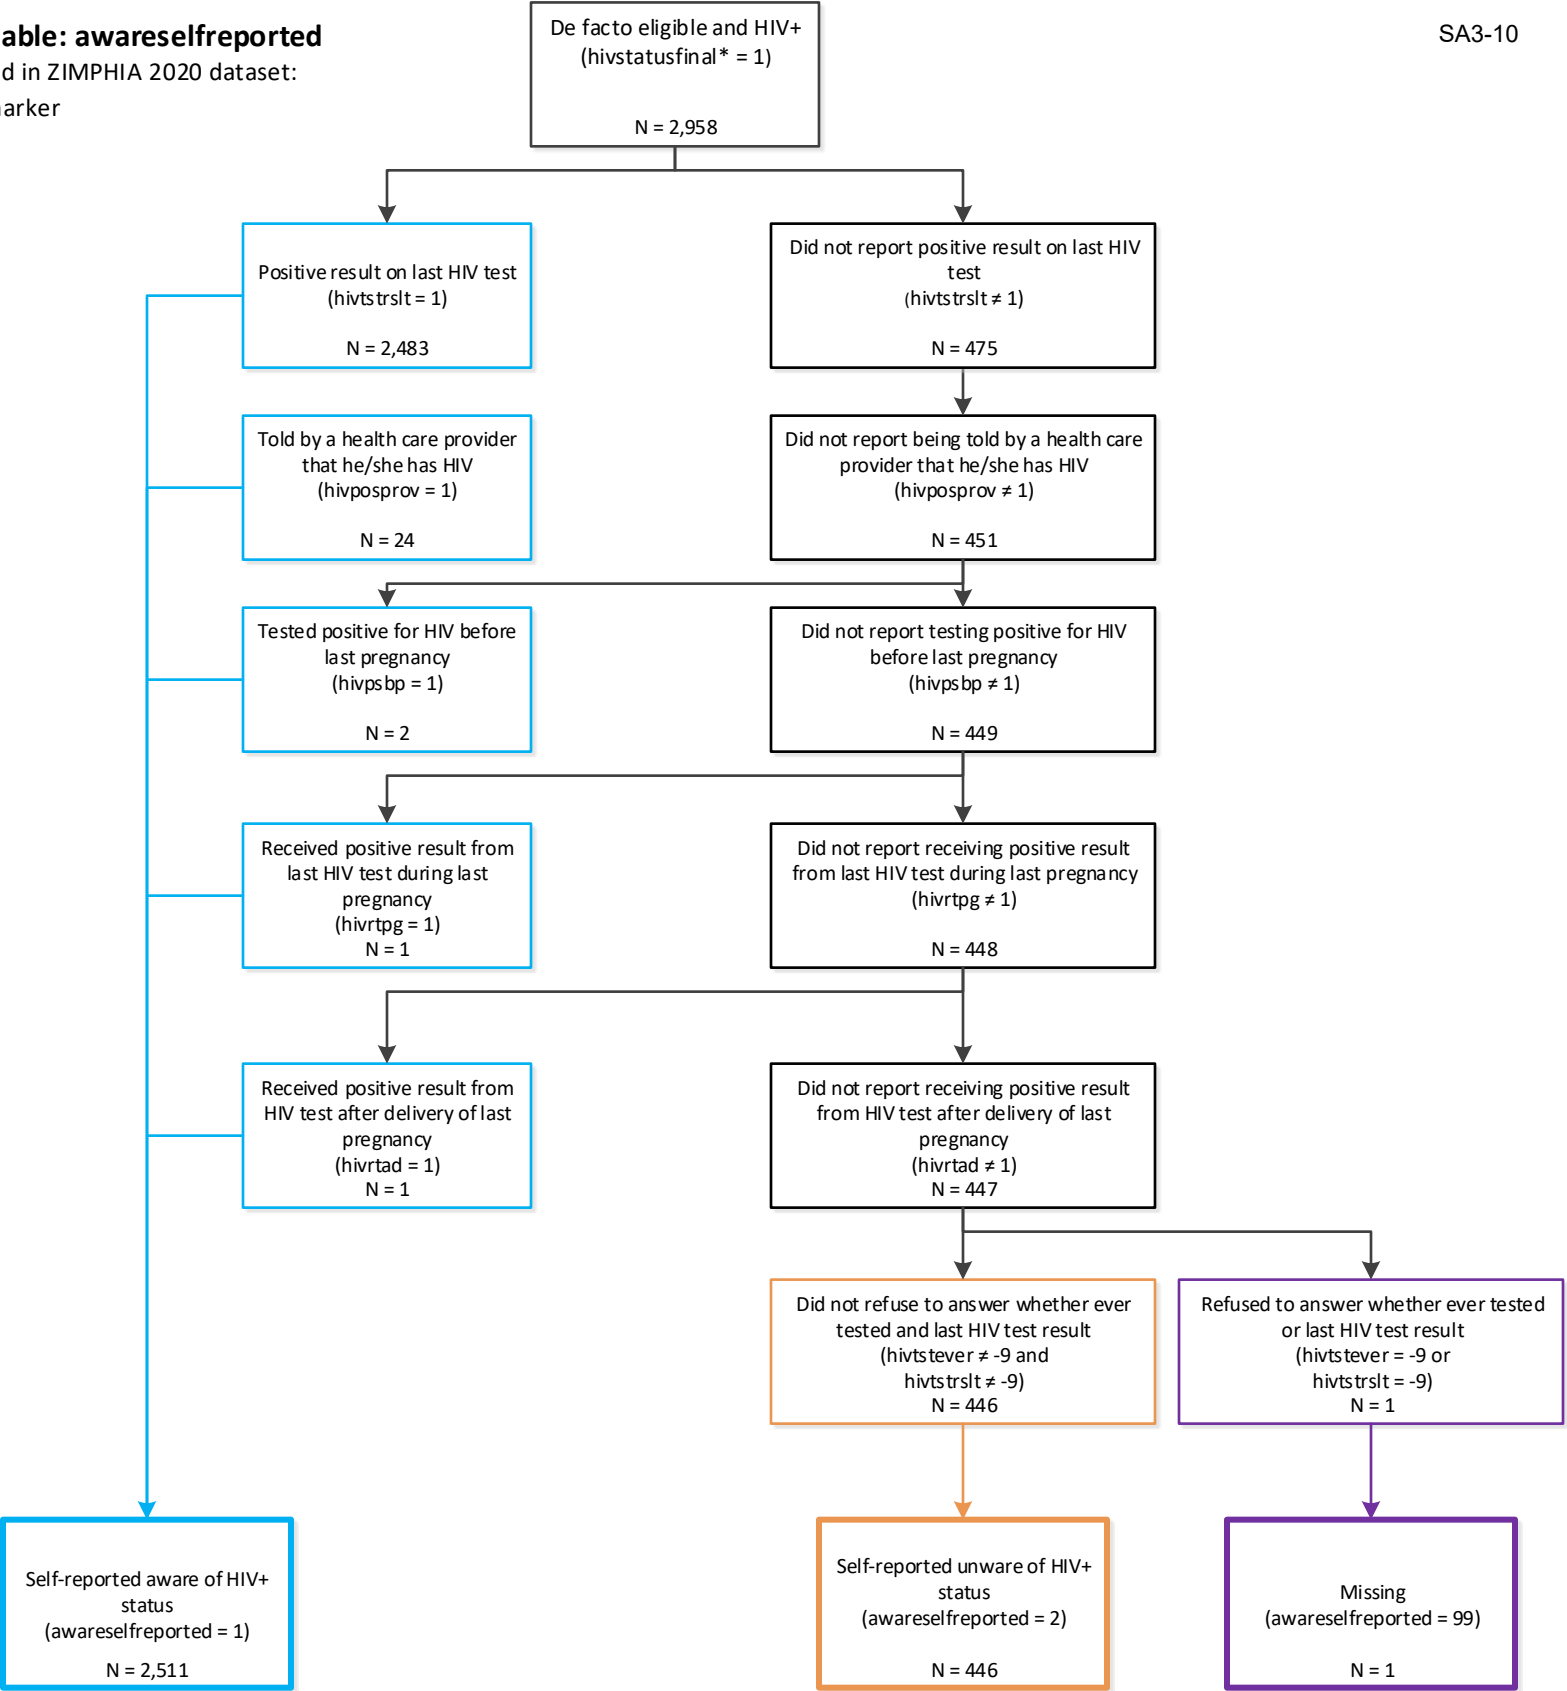 able: awareselfreported
d in ZIMPHIA 2020 dataset:
arker
SA3-10
De facto eligible and HIV+
(hivstatusfinal* = 1)
N = 2,958
Positive result on last HIV test
(hivtstrslt = 1)
N = 2,483
Did not report positive result on last HIV
test
(hivtstrslt ≠ 1)
N = 475
Told by a health care provider
that he/she has HIV
(hivposprov = 1)
N = 24
Did not report being told by a health care
provider that he/she has HIV
(hivposprov ≠ 1)
N = 451
Tested positive for HIV before
last pregnancy
(hivpsbp = 1)
N = 2
Did not report testing positive for HIV
before last pregnancy
(hivpsbp ≠ 1)
N = 449
Received positive result from
last HIV test during last
pregnancy
(hivrtpg = 1)
N = 1
Did not report receiving positive result
from last HIV test during last pregnancy
(hivrtpg ≠ 1)
N = 448
Received positive result from
HIV test after delivery of last
pregnancy
(hivrtad = 1)
N = 1
Did not report receiving positive result
from HIV test after delivery of last
pregnancy
(hivrtad ≠ 1)
N = 447
Did not refuse to answer whether ever
tested and last HIV test result
(hivtstever ≠ -9 and
hivtstrslt ≠ -9)
N = 446
Refused to answer whether ever tested
or last HIV test result
(hivtstever = -9 or
hivtstrslt = -9)
N = 1
Self-reported aware of HIV+
status
(awareselfreported = 1)
N = 2,511
Self-reported unware of HIV+
status
(awareselfreported = 2)
N = 446
Missing
(awareselfreported = 99)
N = 1